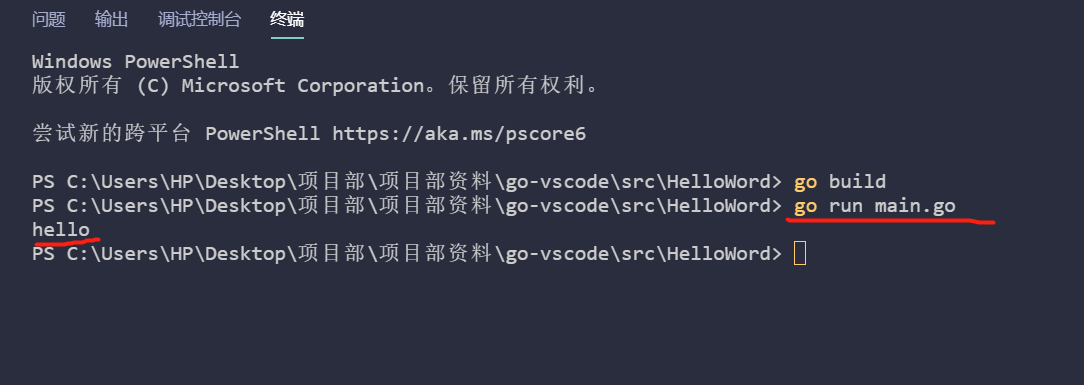 问题 输出 调试控制台 终端
Windows PowerShell
版权所有 (C) Microsoft Corporation。保留所有权利。
尝试新的跨平台 PowerShell https://aka.ms/pscore6
PS C:\Users\HP\Desktop\项目部\项目部资料\go-vscode\src\HelloWord> go build
PS C:\Users\HP\Desktop\项目部\项目部资料\go-vscode\src\HelloWord> go run main.go
hello
PS C:\Users\HP\Desktop\项目部\项目部资料\go-vscode\src\HelloWord>